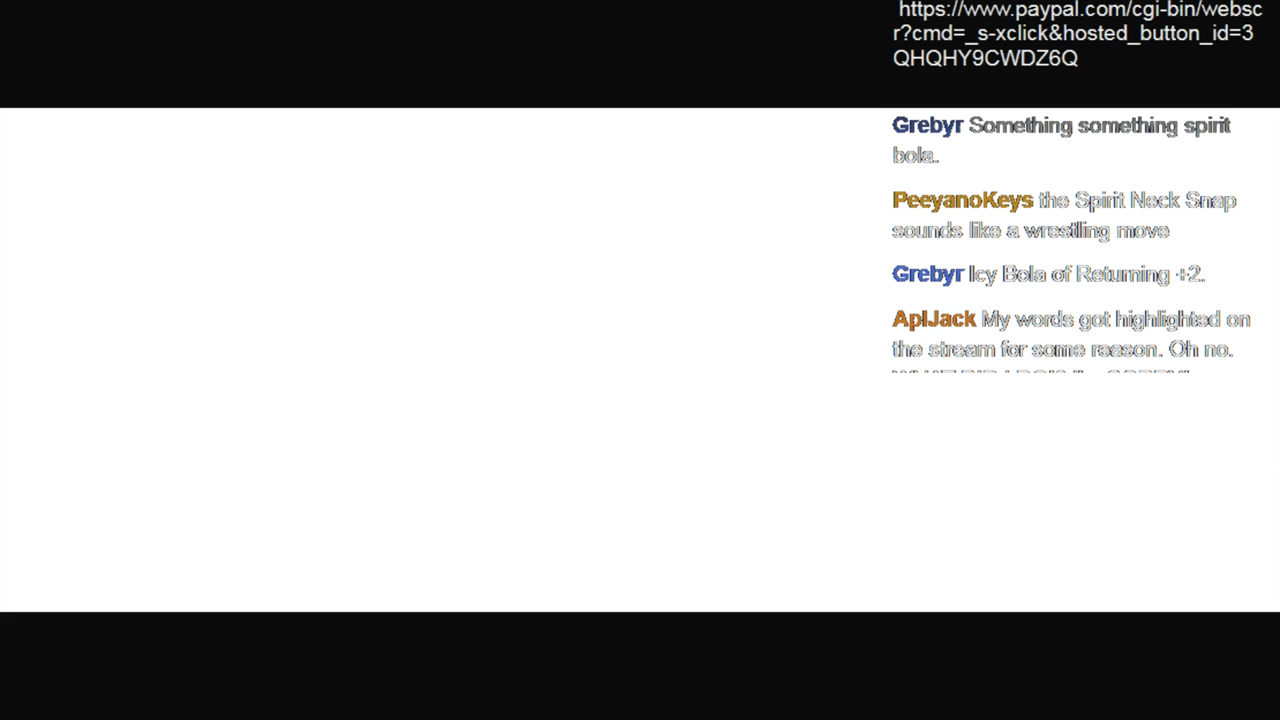 https://www.paypal.com/cgi-bin/websc
r?cmd=_s-xclick&hosted_button_id=3
QHQHY9CWDZ6Q
Grebyr Something something spirit
bola.
PeeyanoKeys the Spirit Neck Snap
sounds like a wrestling move
Grebyr Icy Bola of Returning +2.
AplJack My words got highlighted on
the stream for some reason. Oh no.